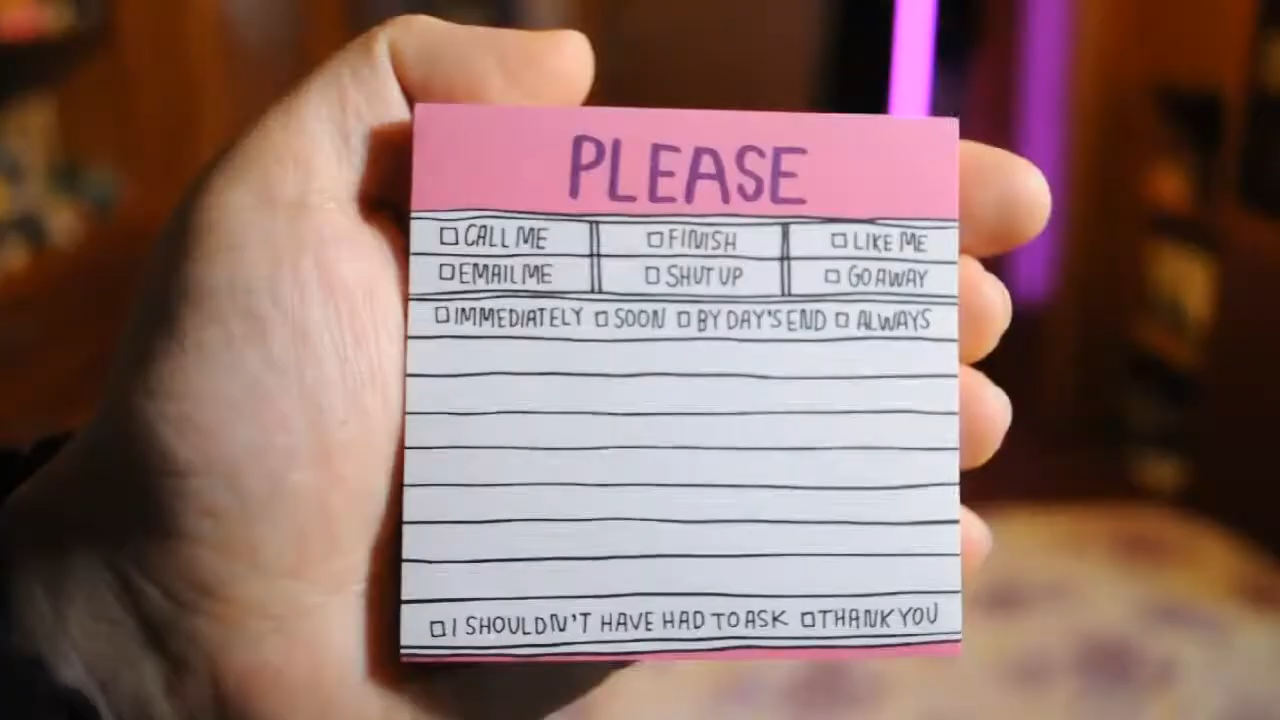 PLEASE
☐ CALL ME ☐ FINISH ☐ LIKE ME
☐ EMAIL ME ☐ SHUT UP ☐ GO AWAY
☐ IMMEDIATELY ☐ SOON ☐ BY DAY'S END ☐ ALWAYS
☐ I SHOULDN'T HAVE HAD TO ASK ☐ THANK YOU